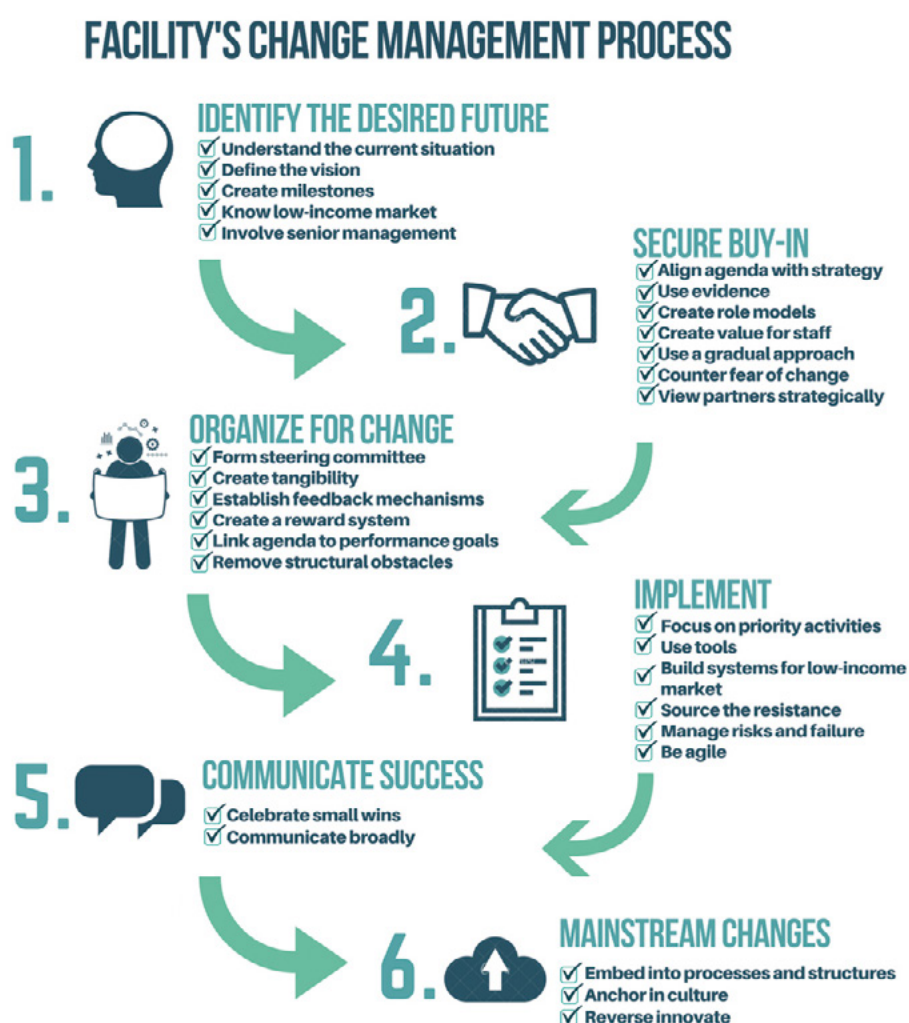 FACILITY'S CHANGE MANAGEMENT PROCESS
1.
IDENTIFY THE DESIRED FUTURE
Understand the current situation
Define the vision
Create milestones
Know low-income market
Involve senior management
2.
SECURE BUY-IN
Align agenda with strategy
Use evidence
Create role models
Create value for staff
Use a gradual approach
Counter fear of change
View partners strategically
3.
ORGANIZE FOR CHANGE
Form steering committee
Create tangibility
Establish feedback mechanisms
Create a reward system
Link agenda to performance goals
Remove structural obstacles
4.
IMPLEMENT
Focus on priority activities
Use tools
Build systems for low-income
market
Source the resistance
Manage risks and failure
Be agile
5.
COMMUNICATE SUCCESS
Celebrate small wins
Communicate broadly
6.
MAINSTREAM CHANGES
Embed into processes and structures
Anchor in culture
Reverse innovate